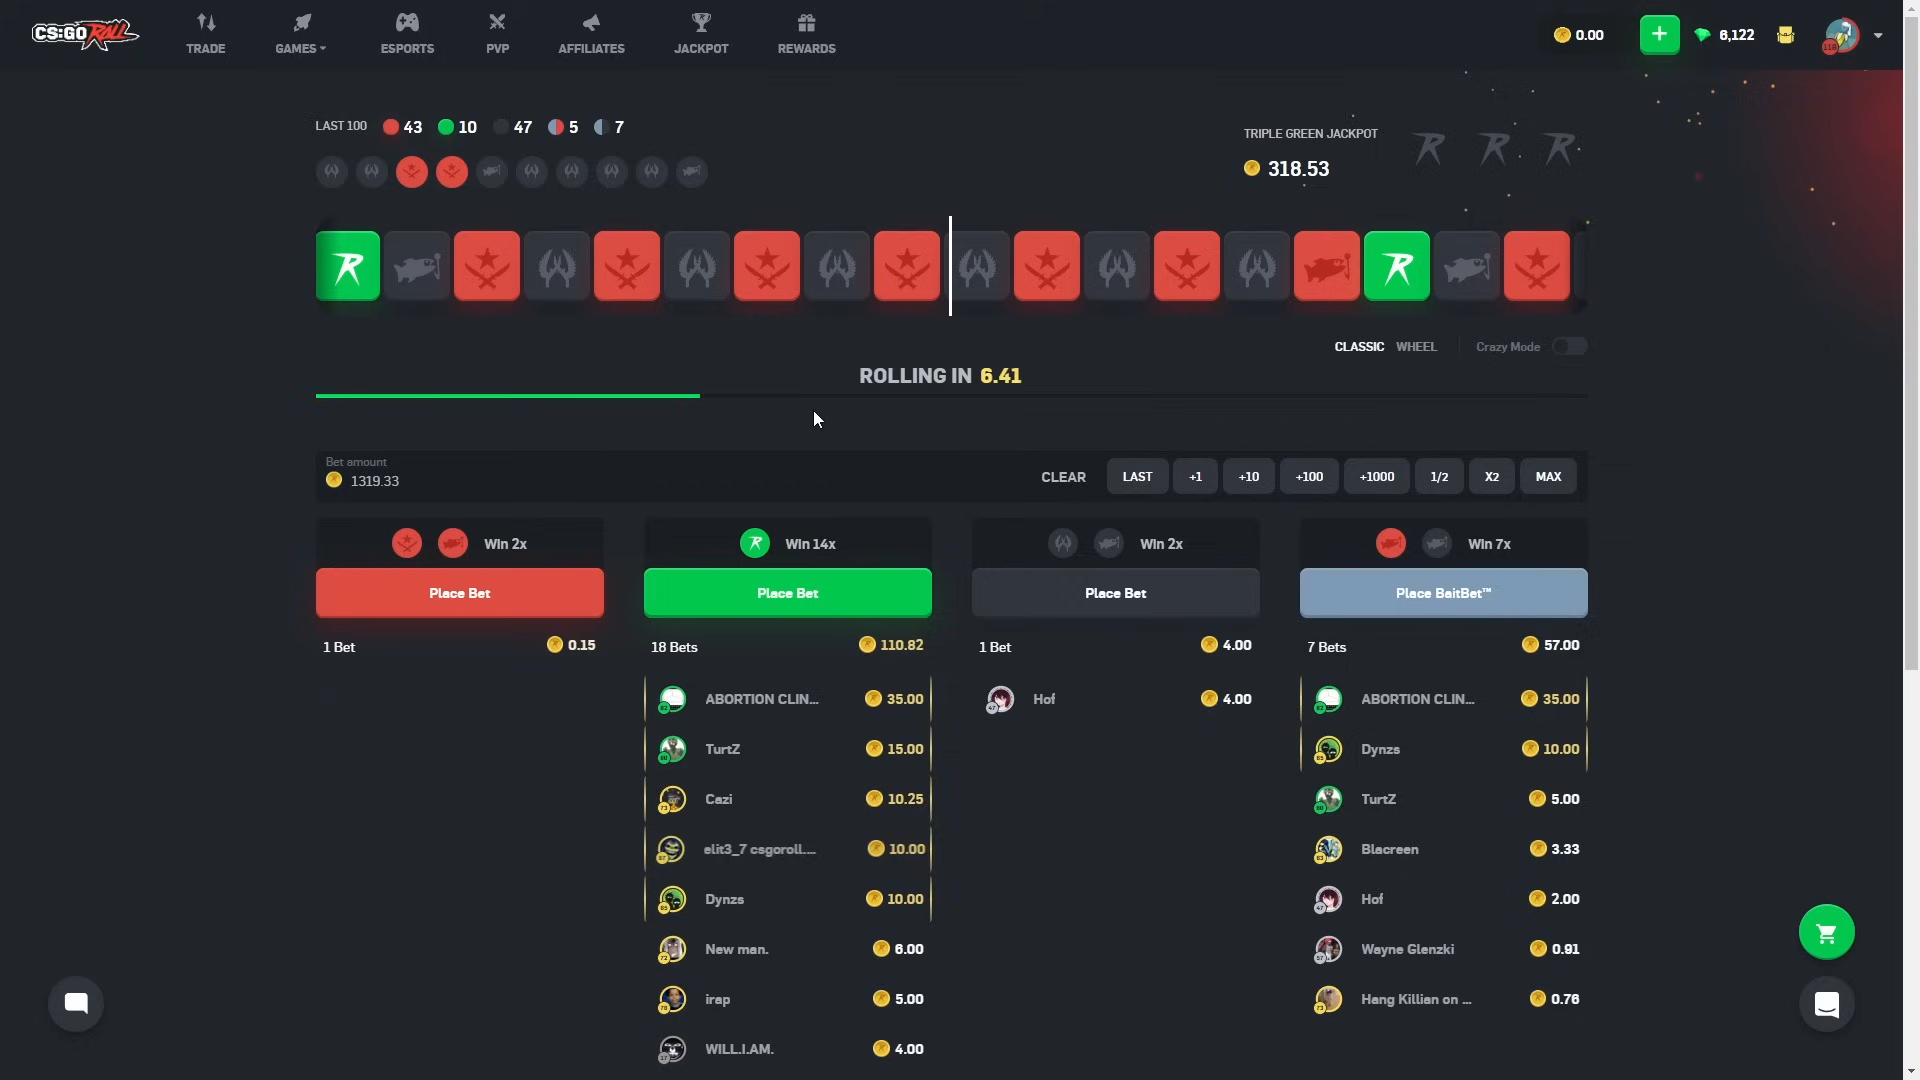 CS:GO ROLL
TRADE
GAMES
ESPORTS
PVP
AFFILIATES
JACKPOT
REWARDS
0.00
+
6,122
118
LAST 100
43
10
47
5
7
TRIPLE GREEN JACKPOT
318.53
CLASSIC
WHEEL
Crazy Mode
ROLLING IN 6.41
Bet amount
1319.33
CLEAR
LAST
+1
+10
+100
+1000
1/2
X2
MAX
Win 2x
Win 14x
Win 2x
Win 7x
Place Bet
Place Bet
Place Bet
Place BaitBet™
1 Bet
0.15
18 Bets
110.82
1 Bet
4.00
7 Bets
57.00
ABORTION CLIN...
35.00
TurtZ
15.00
Cazi
10.25
elit3_7 csgoroll....
10.00
Dynzs
10.00
New man.
6.00
irap
5.00
WILL.I.AM.
4.00
Hof
4.00
ABORTION CLIN...
35.00
Dynzs
10.00
TurtZ
5.00
Blacreen
3.33
Hof
2.00
Wayne Glenzki
0.91
Hang Killian on ...
0.76